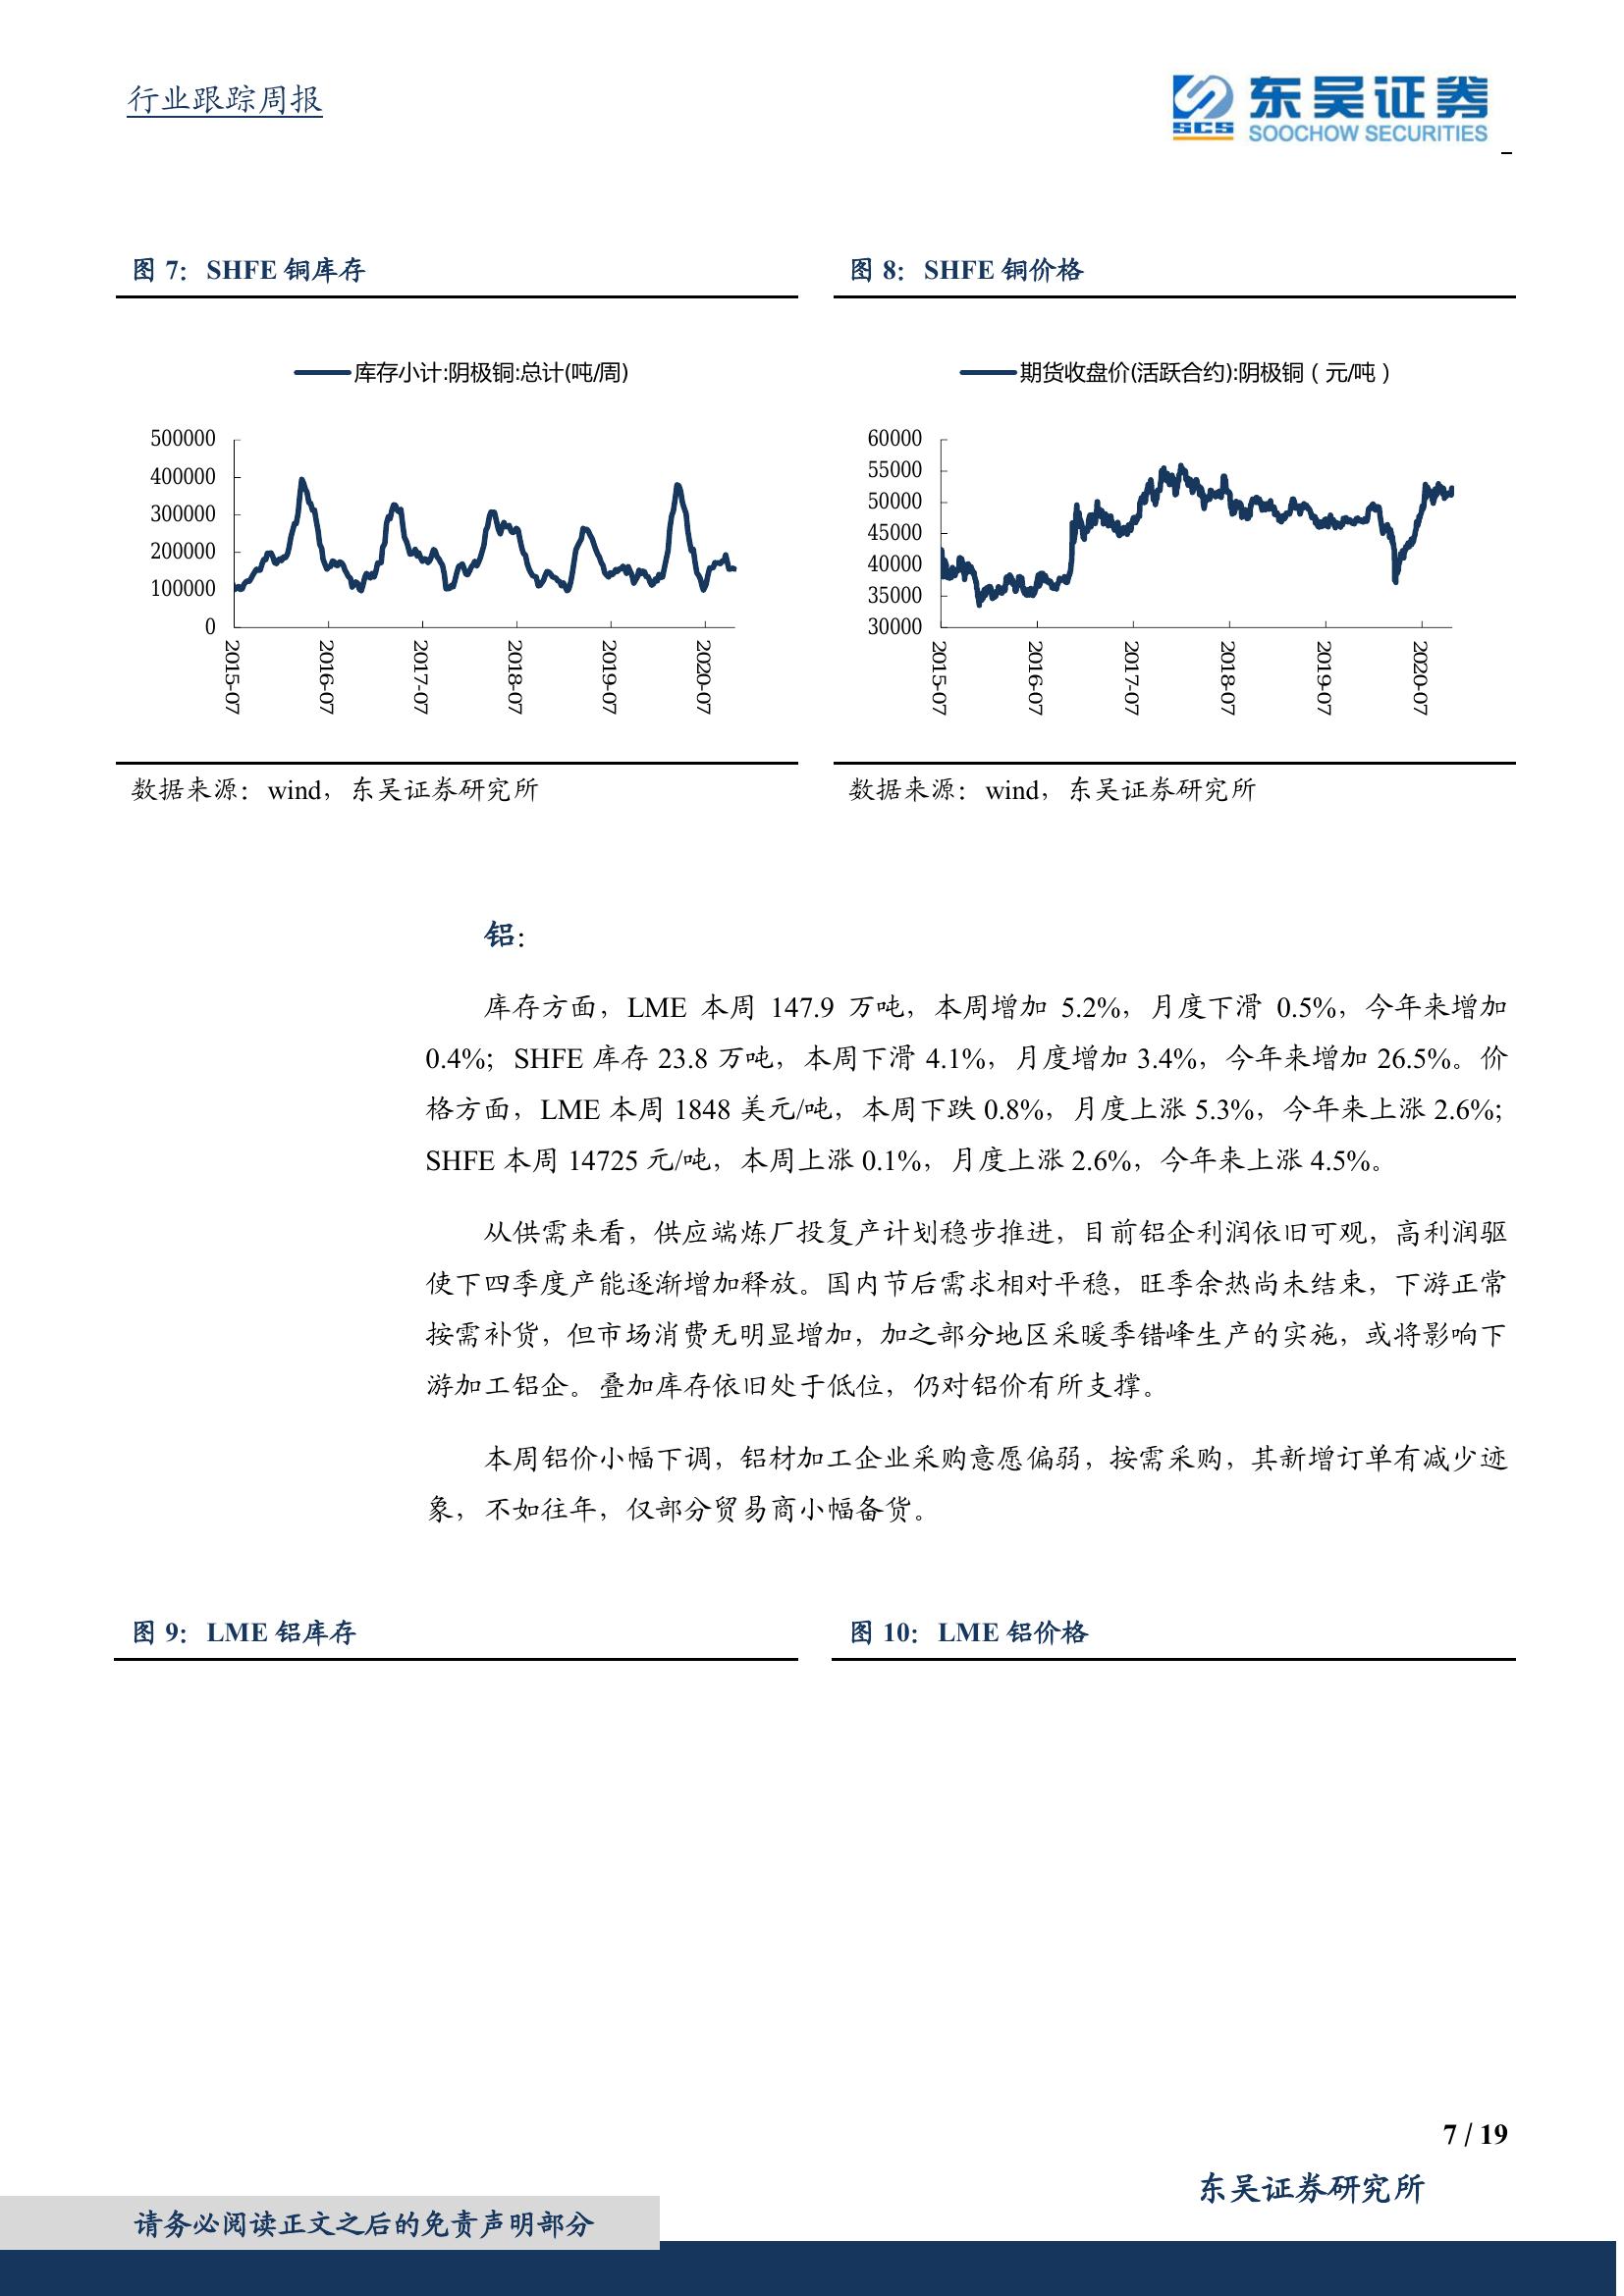 行业跟踪周报
SCS
东吴证券
SOOCHOW SECURITIES
图 7： SHFE 铜库存
库存小计:阴极铜:总计(吨/周)
500000
400000
300000
200000
100000
0
2015-07
2016-07
2017-07
2018-07
2019-07
2020-07
数据来源：wind，东吴证券研究所
图 8： SHFE 铜价格
期货收盘价(活跃合约):阴极铜（元/吨）
60000
55000
50000
45000
40000
35000
30000
2015-07
2016-07
2017-07
2018-07
2019-07
2020-07
数据来源：wind，东吴证券研究所
铝：
库存方面，LME 本周 147.9 万吨，本周增加 5.2%，月度下滑 0.5%，今年来增加
0.4%；SHFE 库存 23.8 万吨，本周下滑 4.1%，月度增加 3.4%，今年来增加 26.5%。价
格方面，LME 本周 1848 美元/吨，本周下跌 0.8%，月度上涨 5.3%，今年来上涨 2.6%;
SHFE 本周 14725 元/吨，本周上涨 0.1%，月度上涨 2.6%，今年来上涨 4.5%。
从供需来看，供应端炼厂投复产计划稳步推进，目前铝企利润依旧可观，高利润驱
使下四季度产能逐渐增加释放。国内节后需求相对平稳，旺季余热尚未结束，下游正常
按需补货，但市场消费无明显增加，加之部分地区采暖季错峰生产的实施，或将影响下
游加工铝企。叠加库存依旧处于低位，仍对铝价有所支撑。
本周铝价小幅下调，铝材加工企业采购意愿偏弱，按需采购，其新增订单有减少迹
象，不如往年，仅部分贸易商小幅备货。
图 9： LME 铝库存
图 10： LME 铝价格
7 / 19
东吴证券研究所
请务必阅读正文之后的免责声明部分